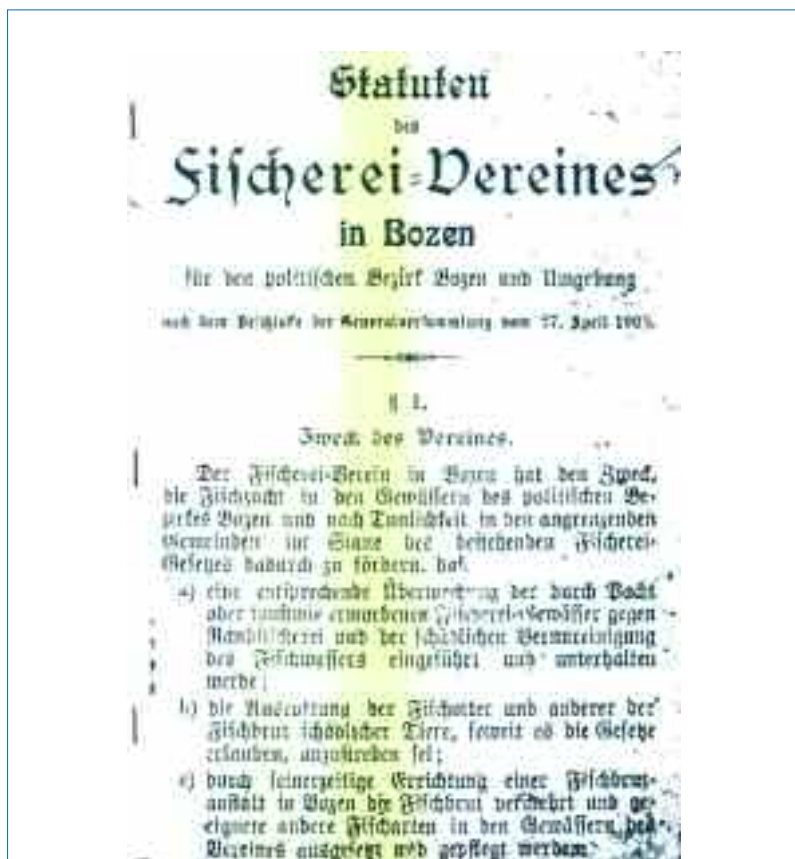 Statuten
des
Fischerei-Vereines
in Bozen
für den politischen Bezirk Bozen und Umgebung
nach dem Beschlusse der Generalversammlung vom 17. April
§ 1.
Zweck des Vereines.
Der Fischerei-Verein in Bozen hat den Zweck,
die Fischzucht in den Gewässern des politischen Be-
zirkes Bozen und nach Tunlichkeit in den angrenzenden
Gemeinden im Sinne des bestehenden Fischerei-
Gesetzes dadurch zu fördern, daß
a) eine entsprechende Überwachung der durch Pacht
oder erworbenen Fischerei-Gewässer gegen
Raubfischerei und der schädlichen Verunreinigung
des Fischwassers eingeführt und unterhalten
werde;
b) die Ausrottung der Fischotter und anderer der
Fischbrut schädlicher Tiere, soweit es die Gesetze
erlauben, anzustreben sei;
c) durch seinerzeitige Errichtung einer Fischbrut-
anstalt in Bozen die Fischbrut vermehrt und ge-
eignete andere Fischarten in den Gewässern des
Vereines ausgesetzt und gepflegt werden;